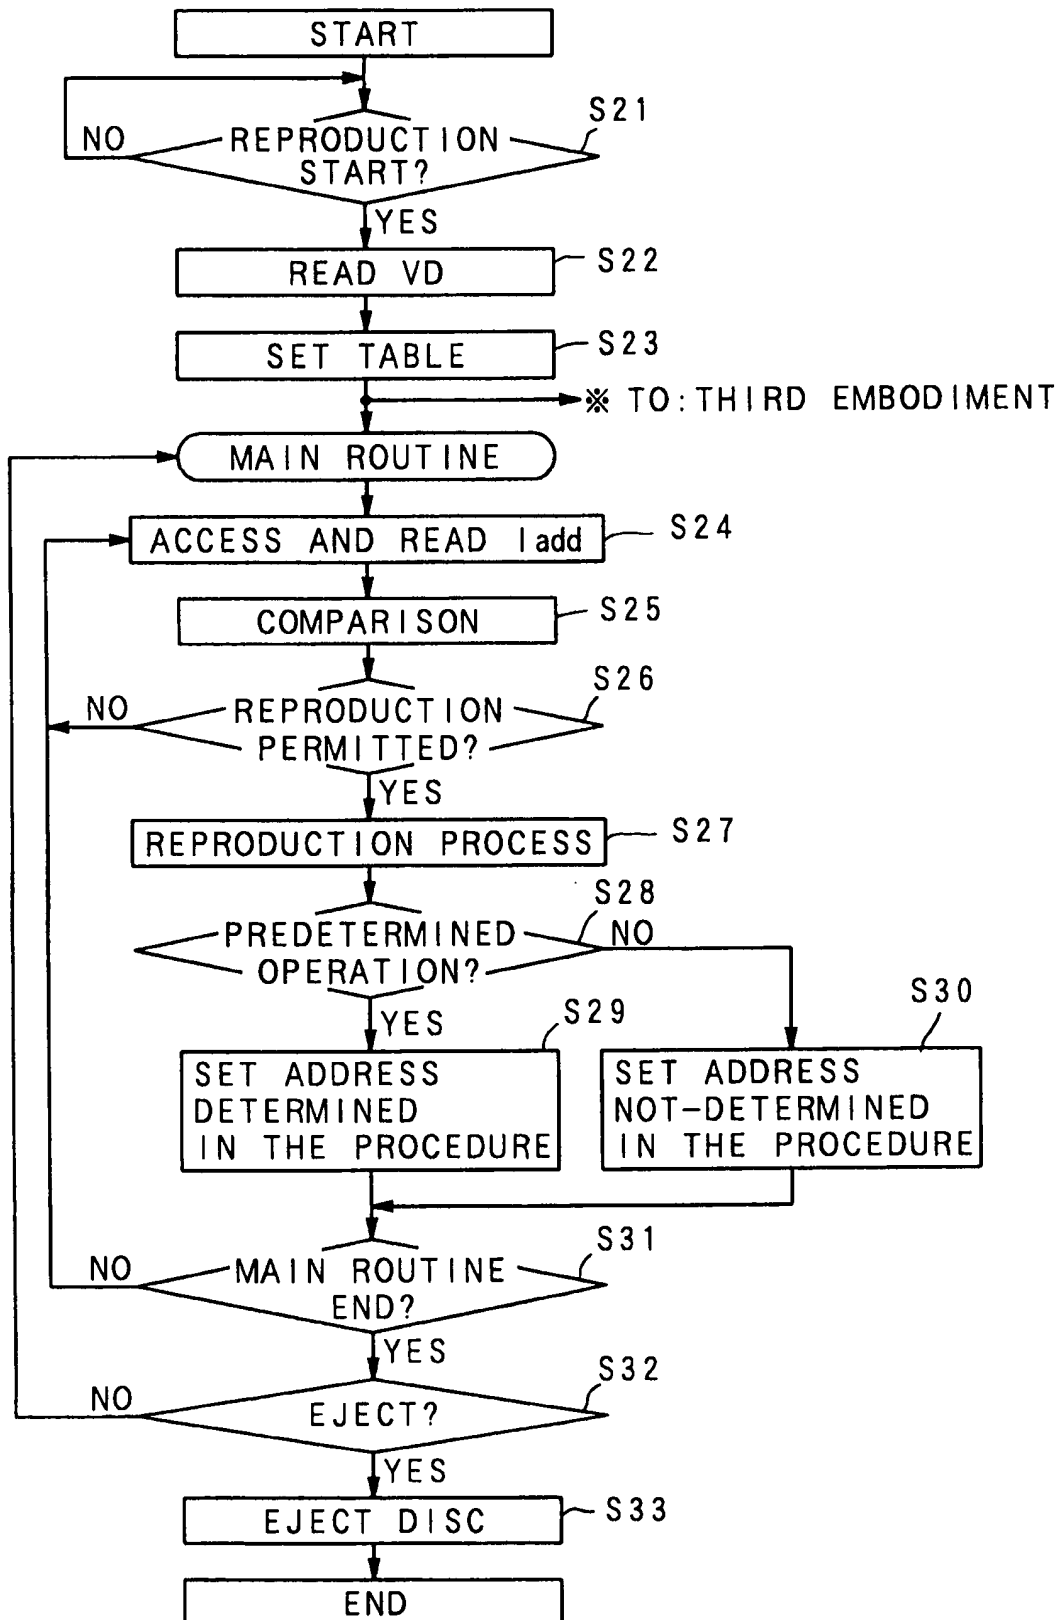 START
S21
NO
REPRODUCTION
START?
YES
READ VD
S22
SET TABLE
S23
※ TO:THIRD EMBODIMENT
MAIN ROUTINE
ACCESS AND READ Iadd
S24
COMPARISON
S25
S26
NO
REPRODUCTION
PERMITTED?
YES
REPRODUCTION PROCESS
S27
S28
PREDETERMINED
OPERATION?
NO
YES
S29
S30
SET ADDRESS
DETERMINED
IN THE PROCEDURE
SET ADDRESS
NOT-DETERMINED
IN THE PROCEDURE
S31
NO
MAIN ROUTINE
END?
YES
S32
NO
EJECT?
YES
EJECT DISC
S33
END